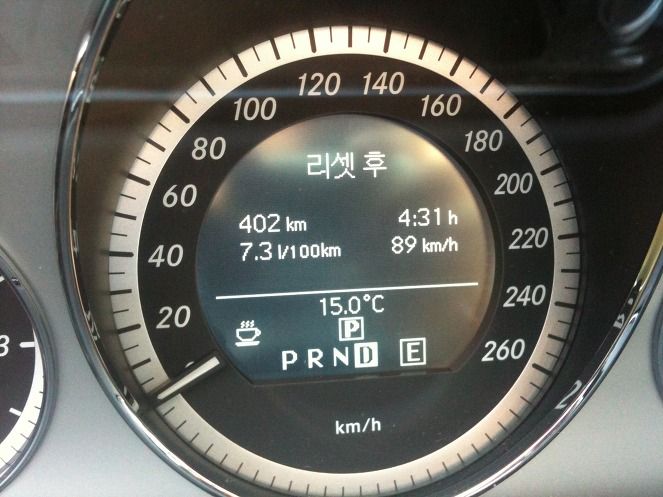 120 140
100 160
80 180
60 200
40 220
20 240
260
리셋 후
402 km 4:31 h
7.3 l/100km 89 km/h
15.0°C
P
P R N D E
km/h
3